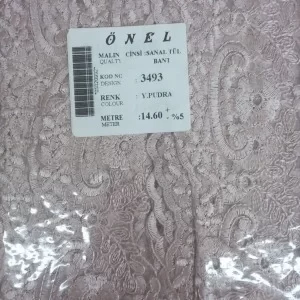 ÖNEL
MALIN CİNSİ :SANAL TÜL
QUALTY BANT
KOD NO : 3493
DESIGN
RENK : Y.PUDRA
COLOUR
METRE :14.60 + - %5
METER